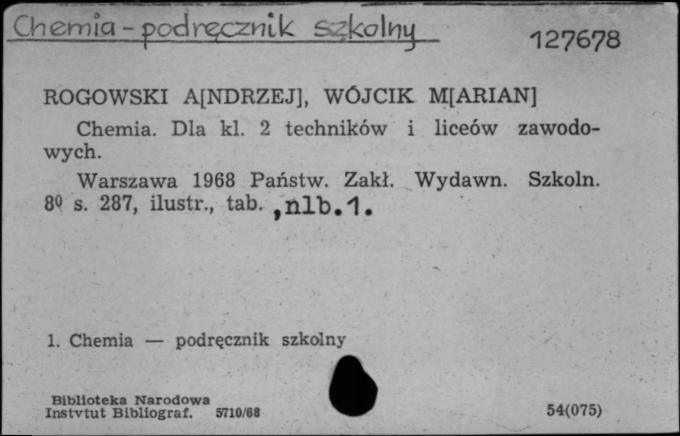 Chemia - podręcznik szkolny
127678
ROGOWSKI A[NDRZEJ], WÓJCIK M[ARIAN]
Chemia. Dla kl. 2 techników i liceów zawodo-
wych.
Warszawa 1968 Państw. Zakł. Wydawn. Szkoln.
8º s. 287, ilustr., tab. , nlb. 1.
1. Chemia — podręcznik szkolny
Biblioteka Narodowa
Instytut Bibliograf. 5710/68
54(075)